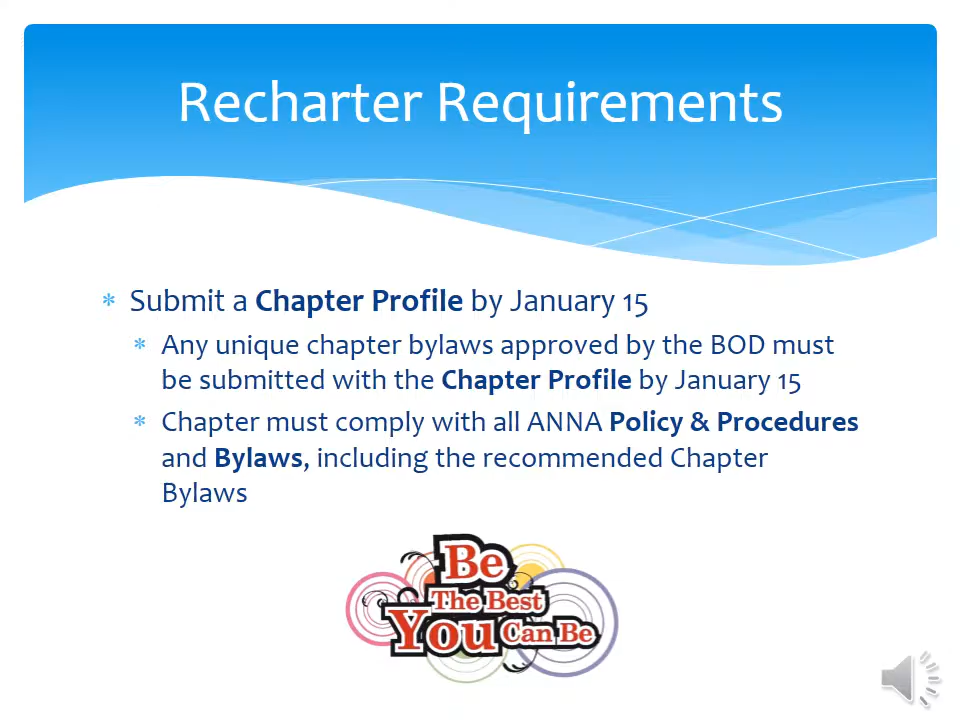 Recharter Requirements
* Submit a Chapter Profile by January 15
* Any unique chapter bylaws approved by the BOD must
be submitted with the Chapter Profile by January 15
* Chapter must comply with all ANNA Policy & Procedures
and Bylaws, including the recommended Chapter
Bylaws
Be
The Best
You Can Be